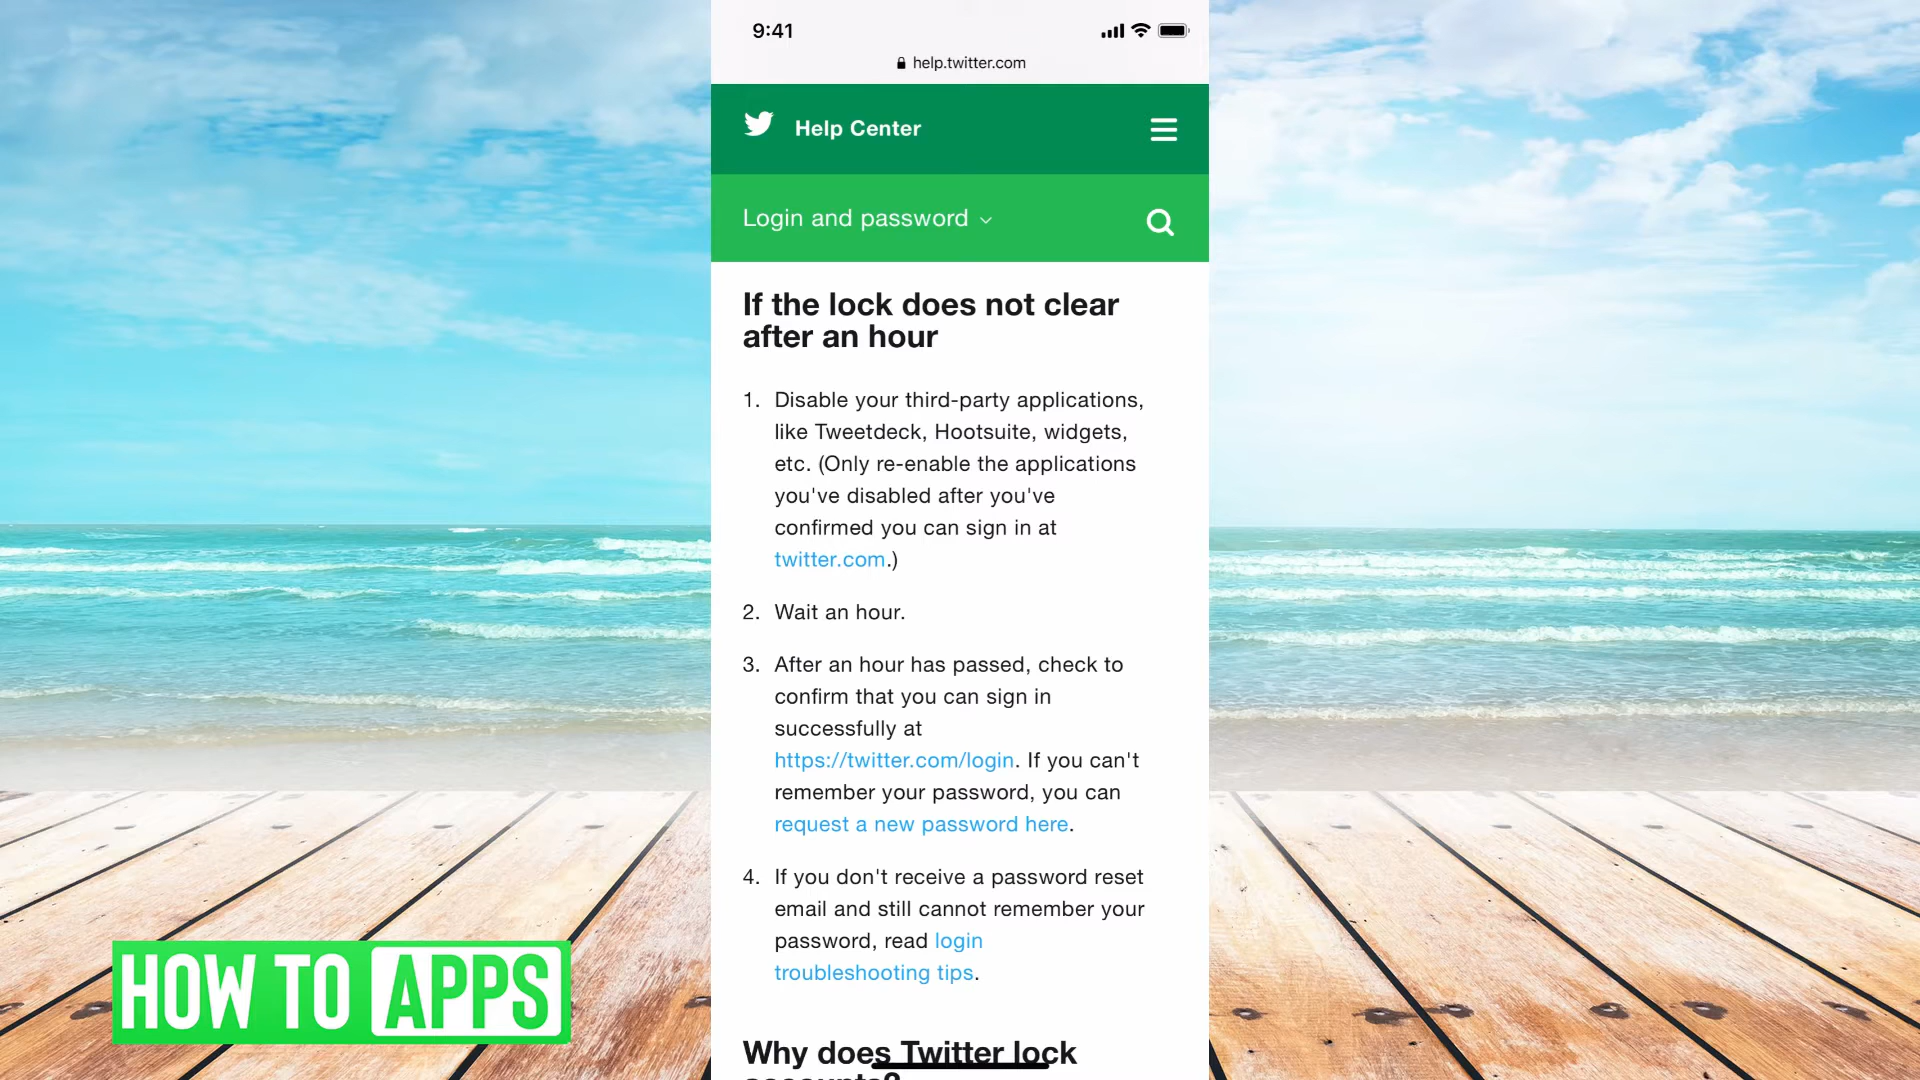 9:41
help.twitter.com
Help Center
Login and password
If the lock does not clear
after an hour
1. Disable your third-party applications,
like Tweetdeck, Hootsuite, widgets,
etc. (Only re-enable the applications
you've disabled after you've
confirmed you can sign in at
twitter.com.)
2. Wait an hour.
3. After an hour has passed, check to
confirm that you can sign in
successfully at
https://twitter.com/login. If you can't
remember your password, you can
request a new password here.
4. If you don't receive a password reset
email and still cannot remember your
password, read login
troubleshooting tips.
Why does Twitter lock
accounts?
HOW TO APPS